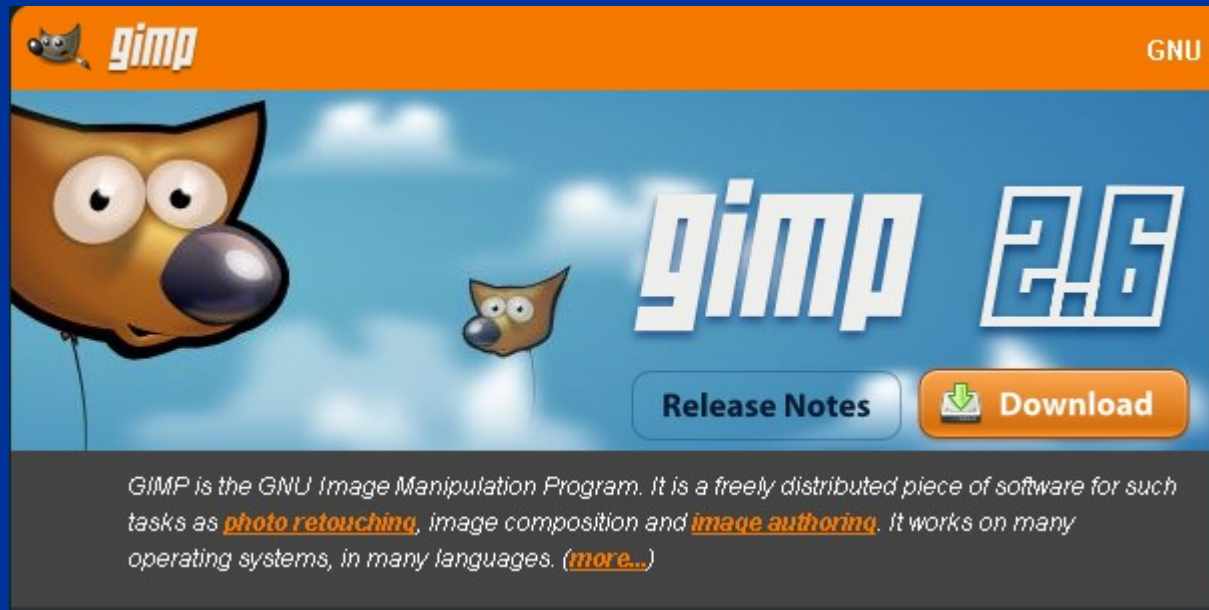 gimp
GNU
gimp 2.6
Release Notes
Download
GIMP is the GNU Image Manipulation Program. It is a freely distributed piece of software for such
tasks as photo retouching, image composition and image authoring. It works on many
operating systems, in many languages. (more...)